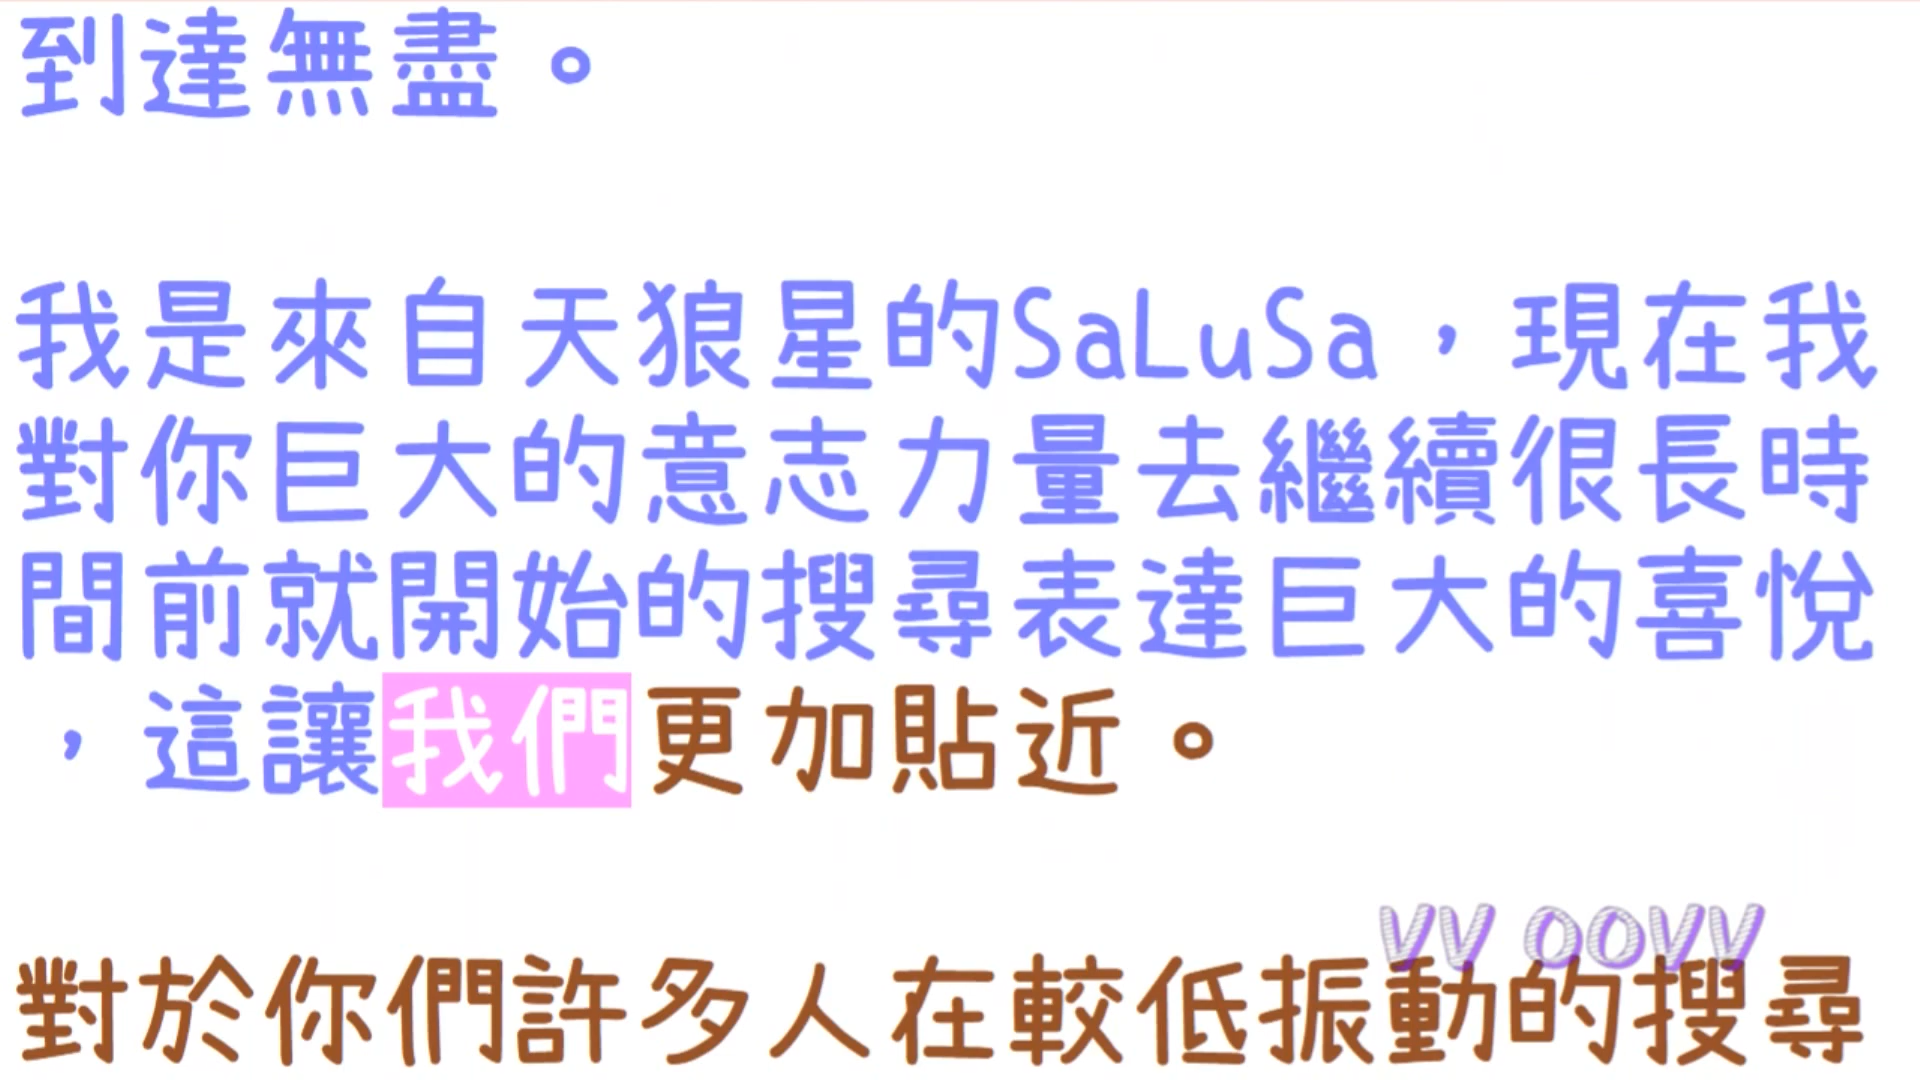 到達無盡。
我是來自天狼星的SaLuSa，現在我
對你巨大的意志力量去繼續很長時
間前就開始的搜尋表達巨大的喜悅
，這讓我們更加貼近。
VV OOVV
對於你們許多人在較低振動的搜尋